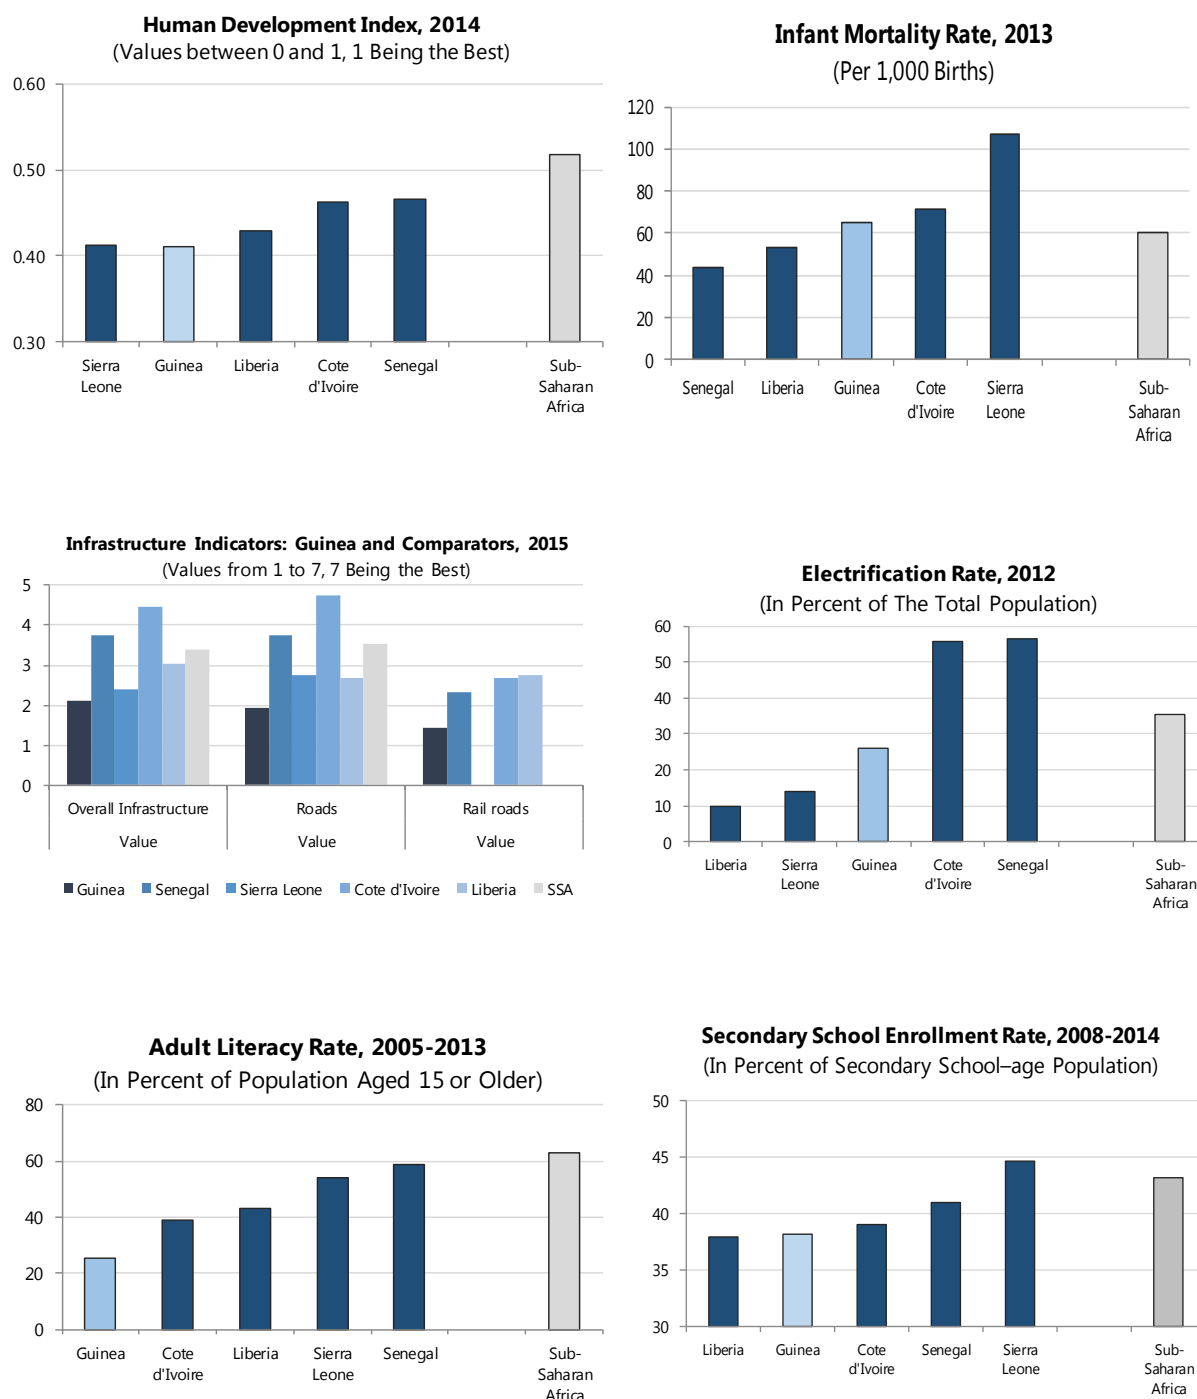 Human Development Index, 2014
(Values between 0 and 1, 1 Being the Best)
0.60
0.50
0.40
0.30
Sierra
Leone
Guinea
Liberia
Cote
d'Ivoire
Senegal
Sub-
Saharan
Africa
Infant Mortality Rate, 2013
(Per 1,000 Births)
120
100
80
60
40
20
0
Senegal
Liberia
Guinea
Cote
d'Ivoire
Sierra
Leone
Sub-
Saharan
Africa
Infrastructure Indicators: Guinea and Comparators, 2015
(Values from 1 to 7, 7 Being the Best)
5
4
3
2
1
0
Overall Infrastructure
Roads
Rail roads
Value
Value
Value
Guinea
Senegal
Sierra Leone
Cote d'Ivoire
Liberia
SSA
Electrification Rate, 2012
(In Percent of The Total Population)
60
50
40
30
20
10
0
Liberia
Sierra
Leone
Guinea
Cote
d'Ivoire
Senegal
Sub-
Saharan
Africa
Adult Literacy Rate, 2005-2013
(In Percent of Population Aged 15 or Older)
80
60
40
20
0
Guinea
Cote
d'Ivoire
Liberia
Sierra
Leone
Senegal
Sub-
Saharan
Africa
Secondary School Enrollment Rate, 2008-2014
(In Percent of Secondary School–age Population)
50
45
40
35
30
Liberia
Guinea
Cote
d'Ivoire
Senegal
Sierra
Leone
Sub-
Saharan
Africa